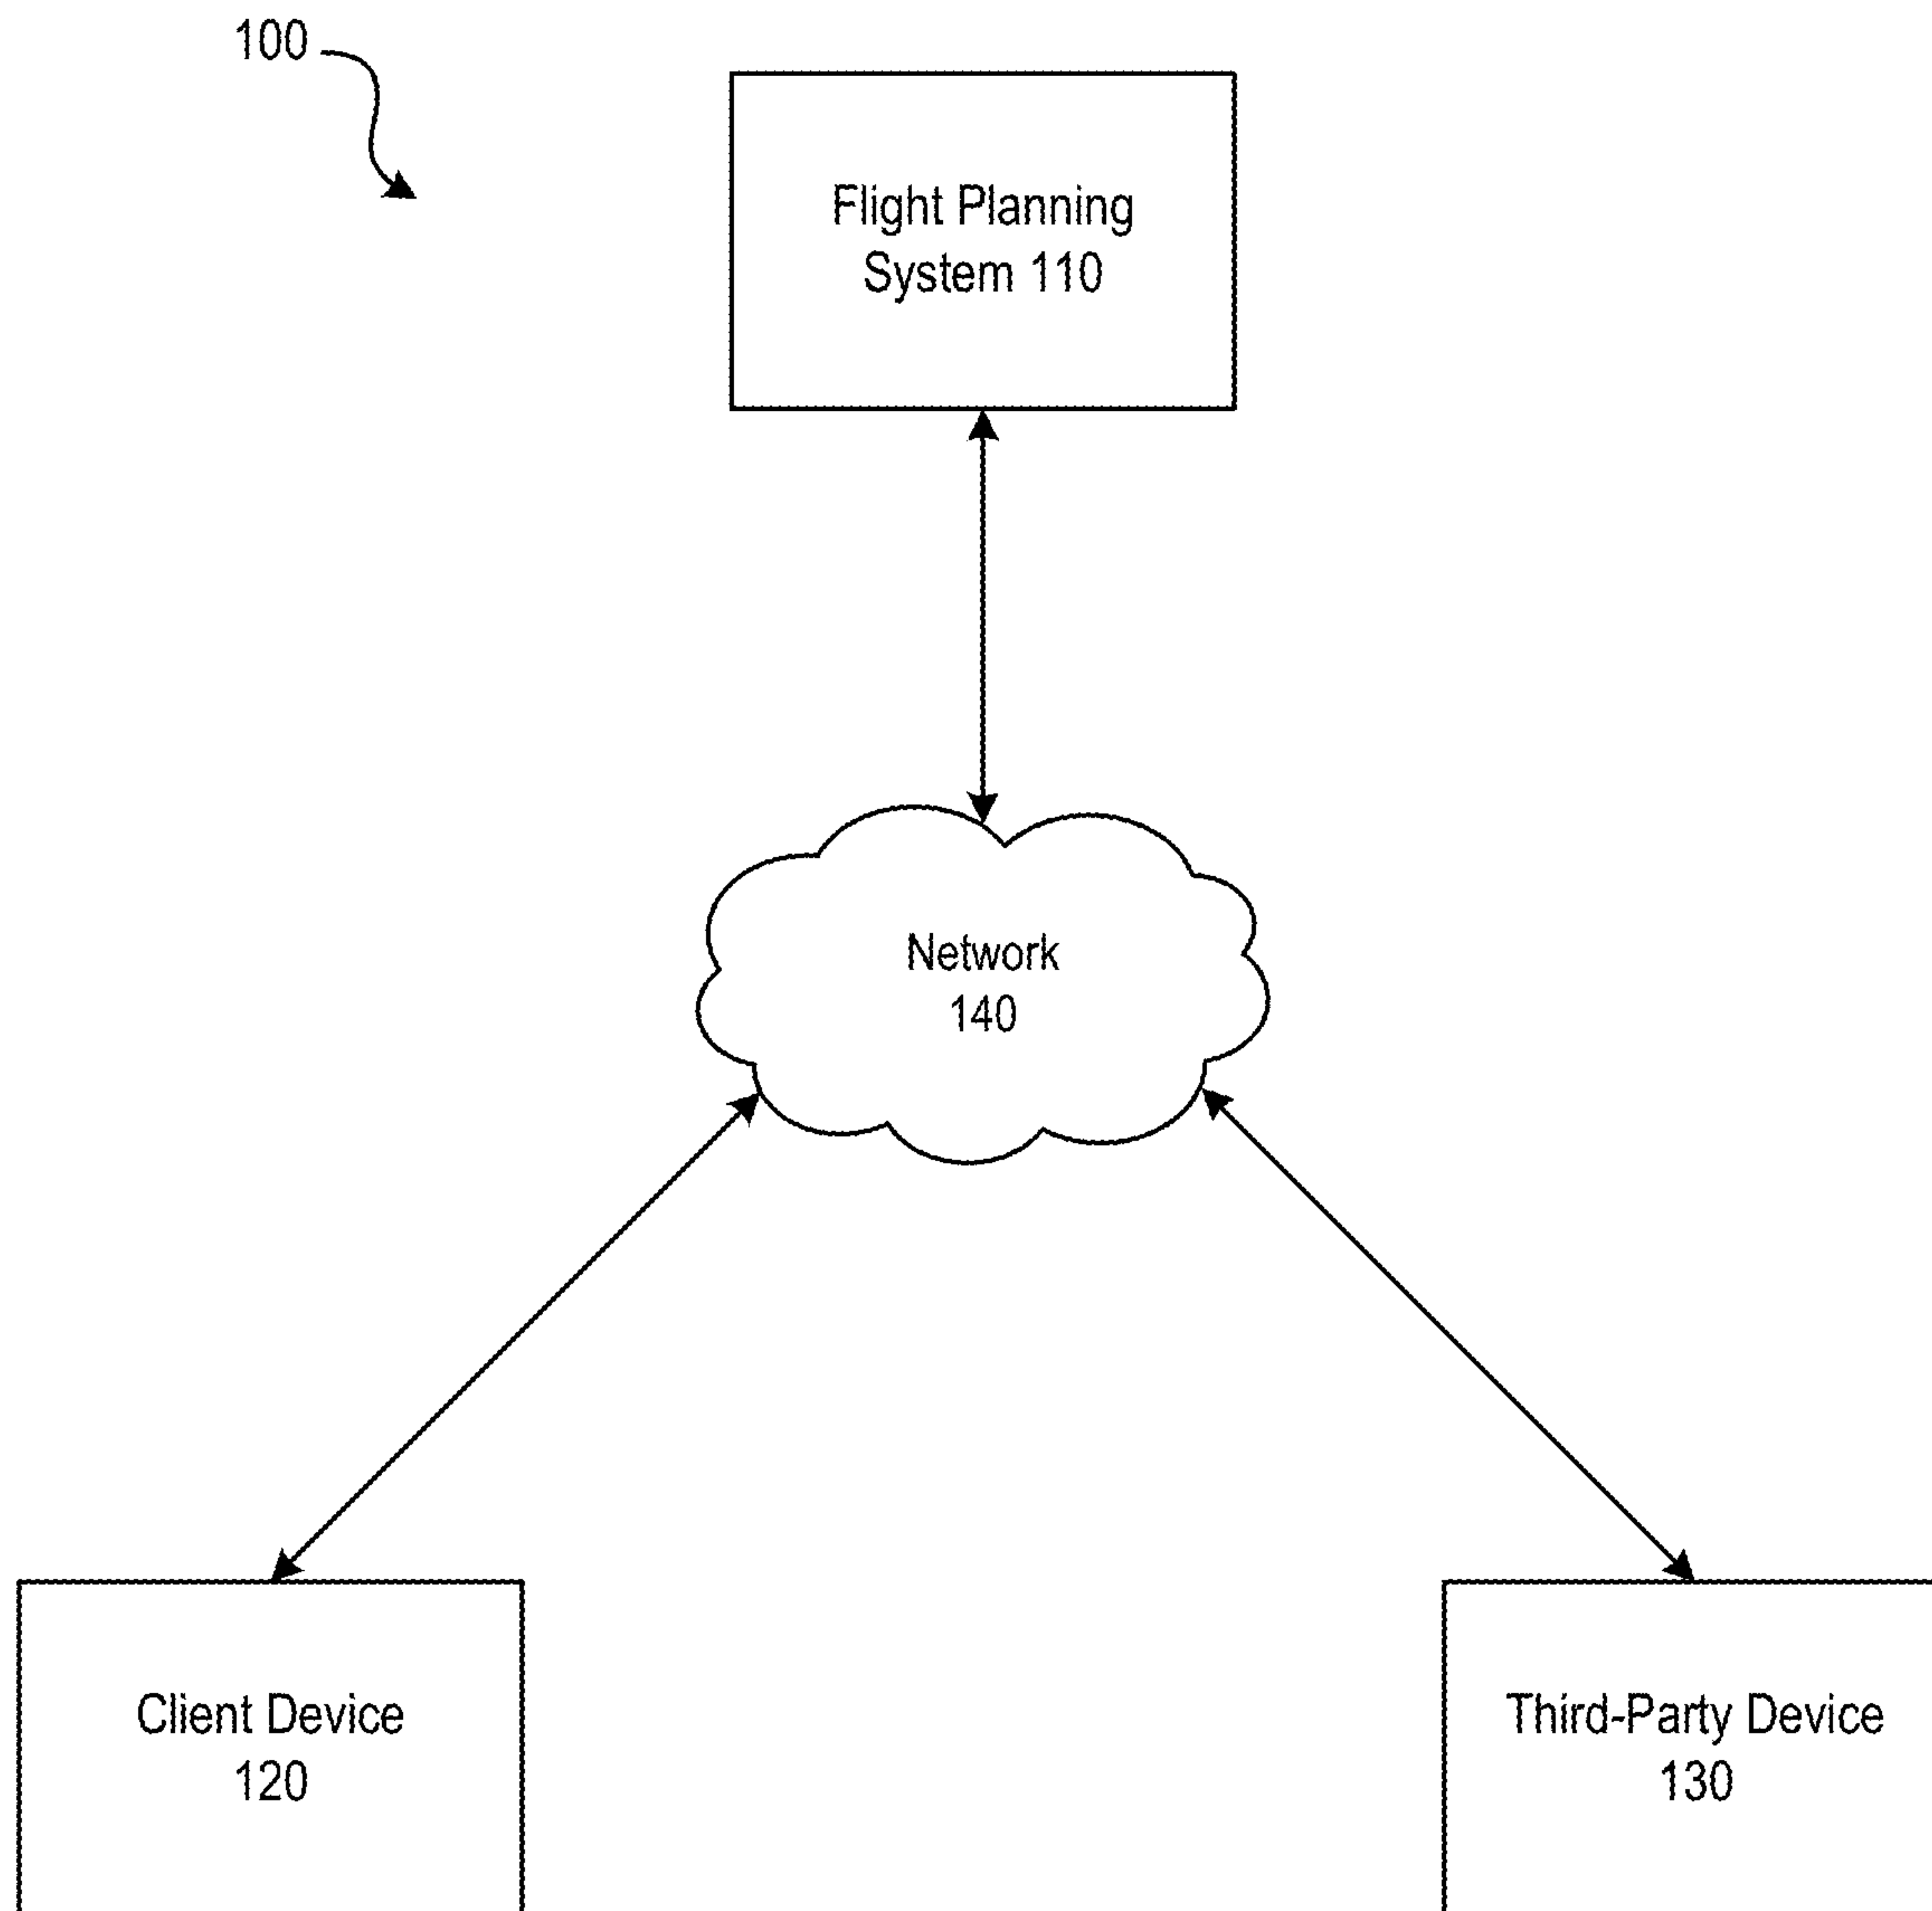 100
Flight Planning
System 110
Network
140
Client Device
120
Third-Party Device
130